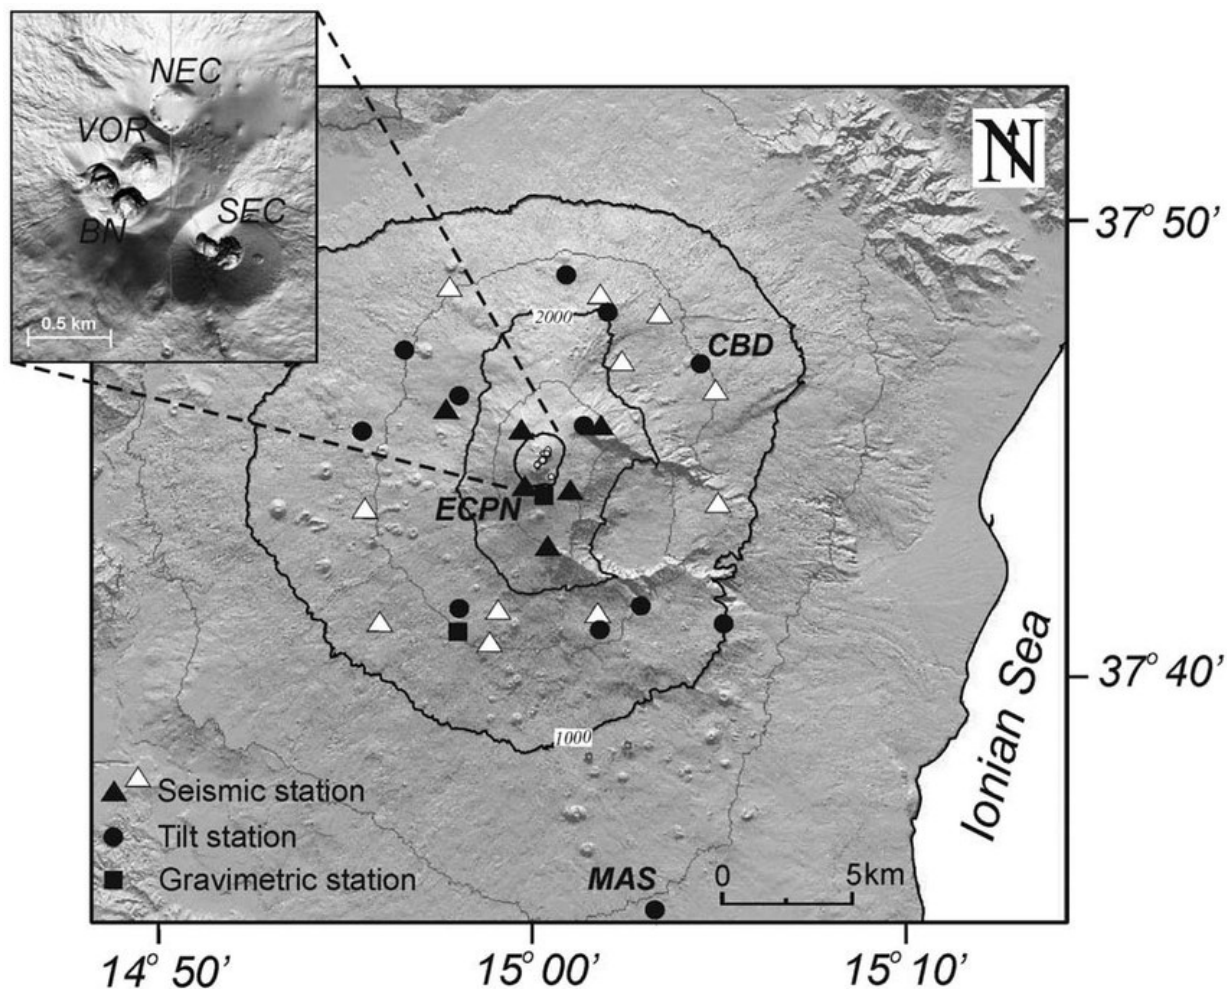 NEC
VOR
BN
SEC
0.5 km
N
37° 50'
2000
CBD
ECPN
37° 40'
1000
Ionian Sea
Seismic station
Tilt station
Gravimetric station
MAS
0 5km
14° 50' 15° 00' 15° 10'